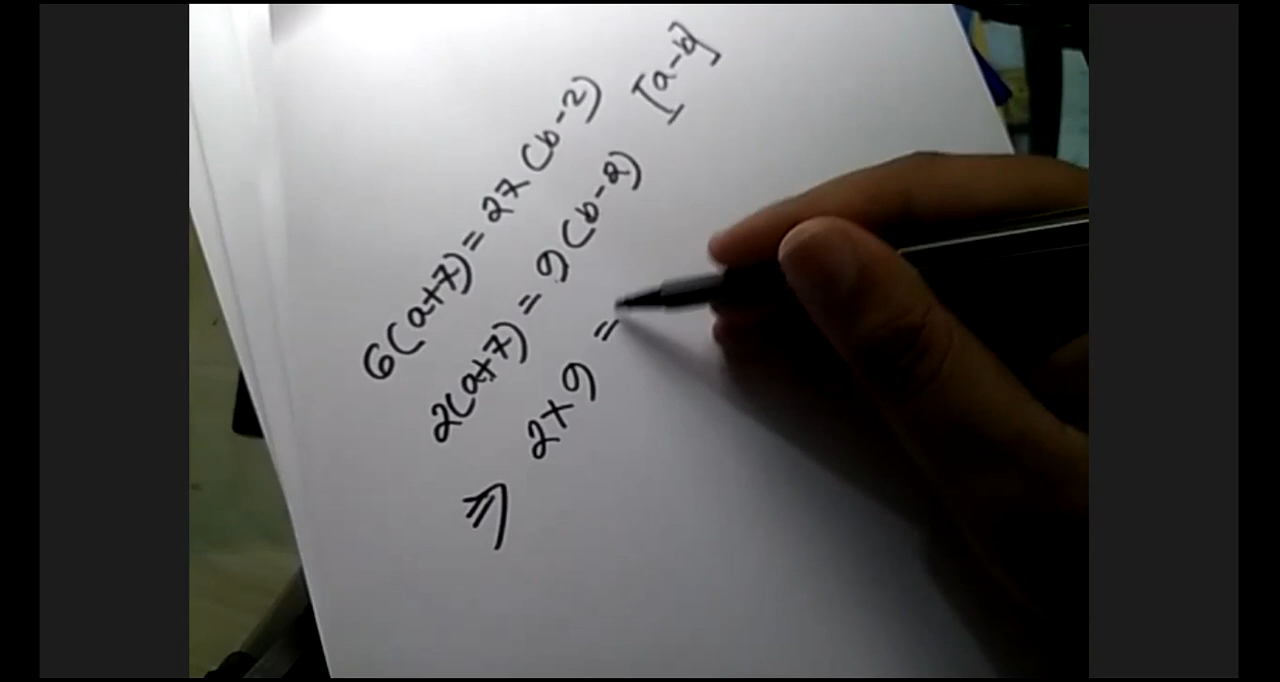 6(a+7) = 27(b-2) [a-b]
2(a+7) = 9(b-2)
⇒ 2×9 =